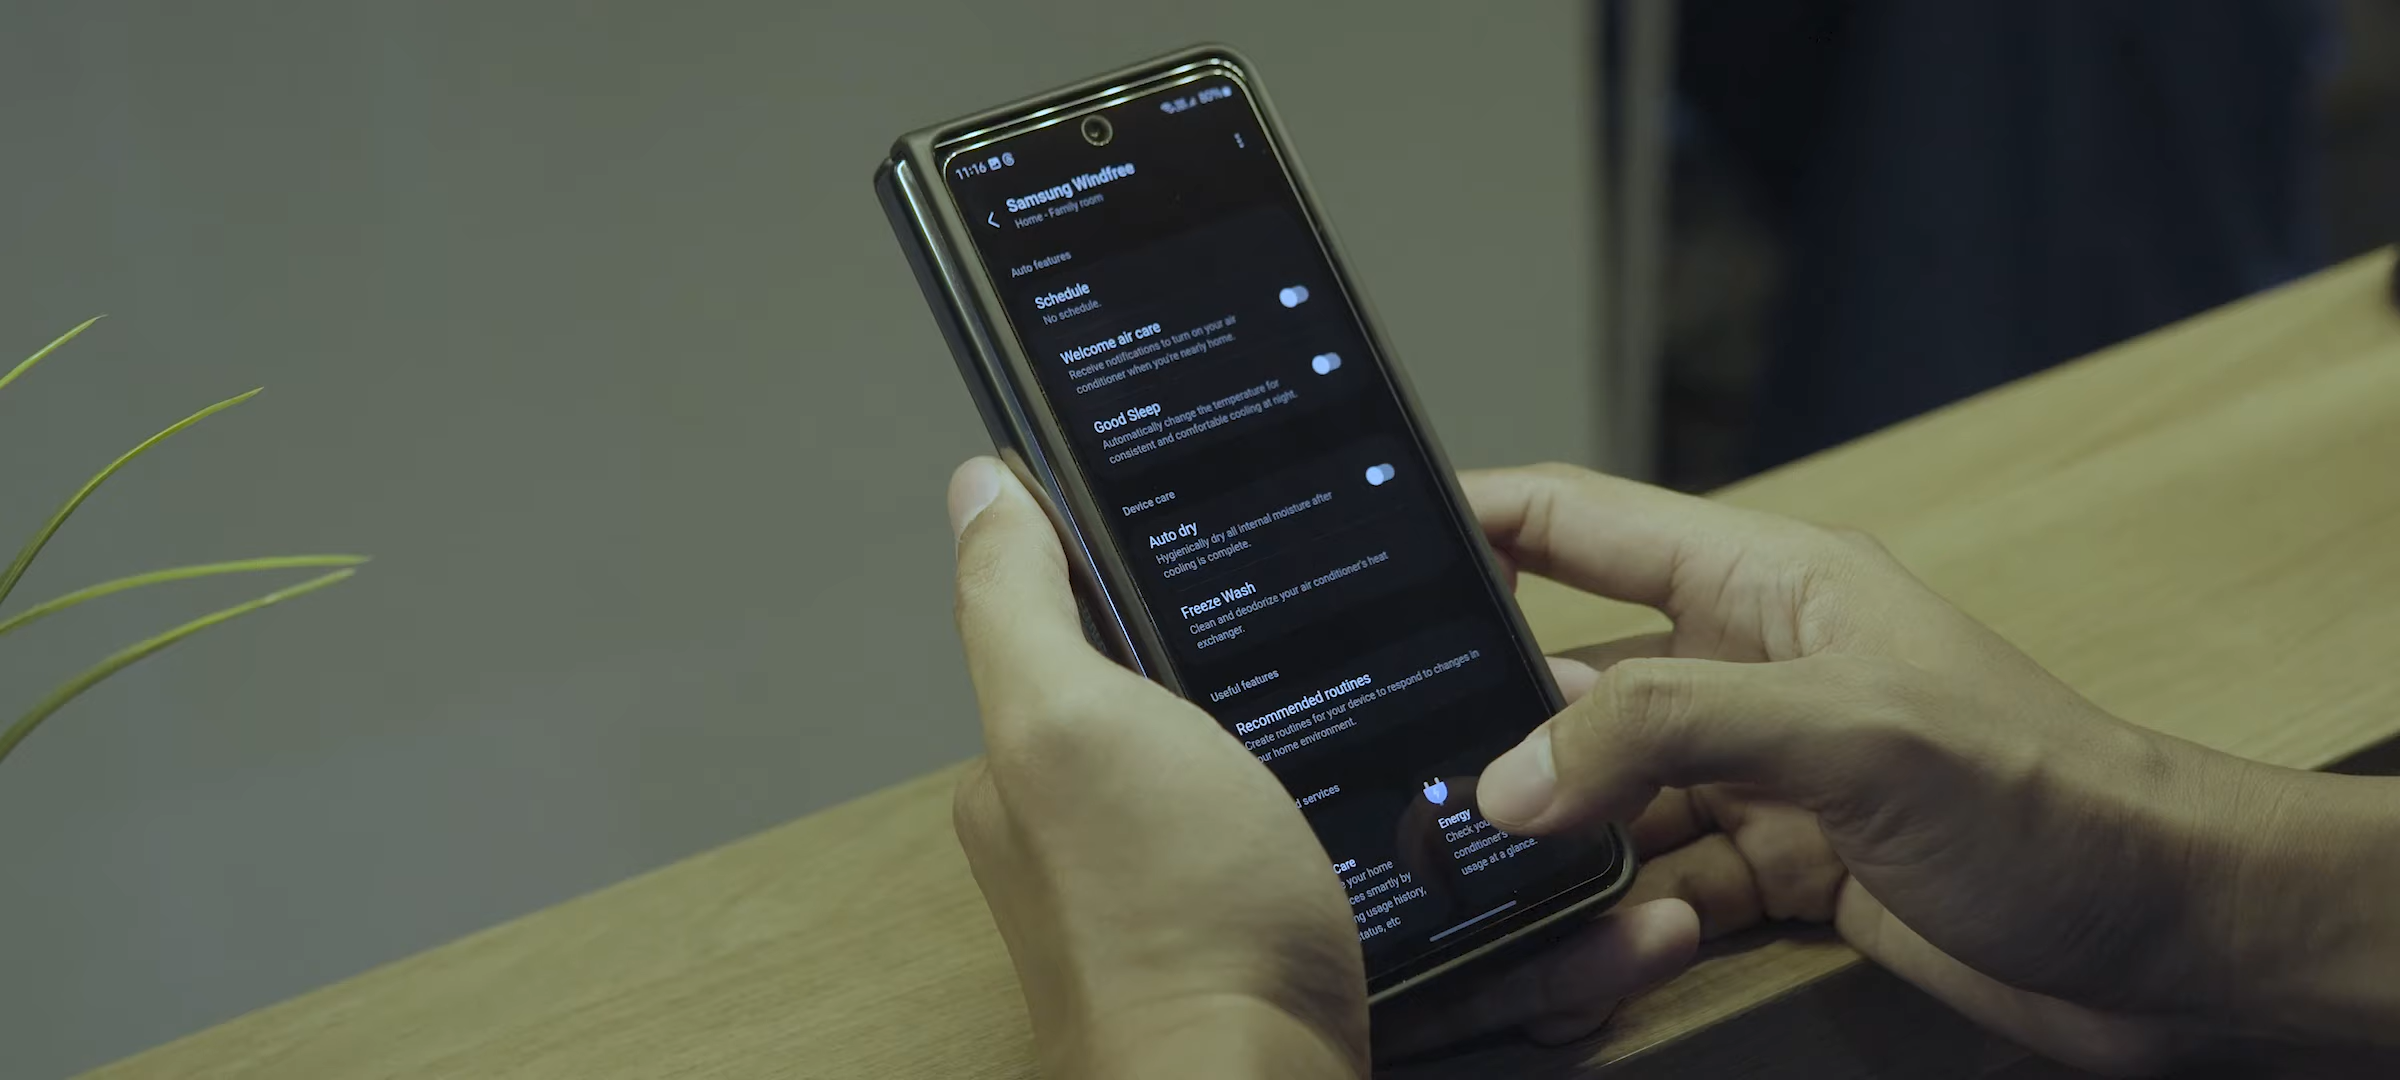 11:16
80%
Samsung Windfree
Home - Family room
Auto features
Schedule
No schedule.
Welcome air care
Receive notifications to turn on your air
conditioner when you're nearly home.
Good Sleep
Automatically change the temperature for
consistent and comfortable cooling at night.
Device care
Auto dry
Hygienically dry all internal moisture after
cooling is complete.
Freeze Wash
Clean and deodorize your air conditioner's heat
exchanger.
Useful features
Recommended routines
Create routines for your device to respond to changes in
our home environment.
d services
Care
your home
ces smartly by
ng usage history,
tatus, etc
Energy
Check you
conditioner's
usage at a glance.